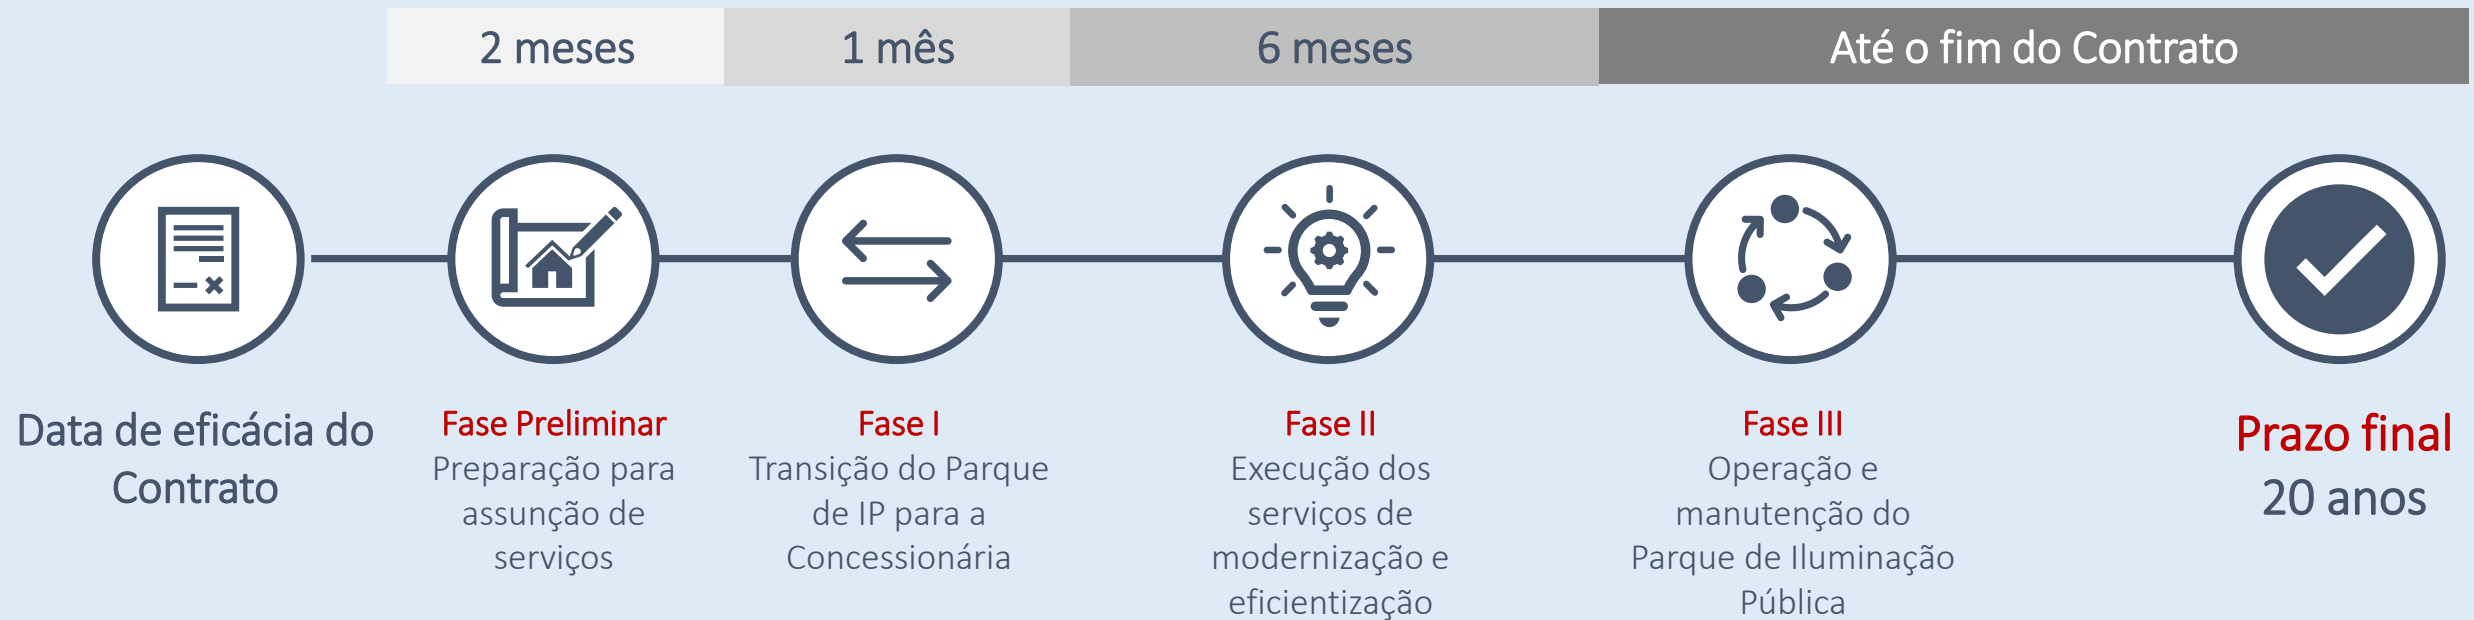 2 meses
1 mês
6 meses
Até o fim do Contrato
Data de eficácia do
Contrato
Fase Preliminar
Preparação para
assunção de
serviços
Fase I
Transição do Parque
de IP para a
Concessionária
Fase II
Execução dos
serviços de
modernização e
eficientização
Fase III
Operação e
manutenção do
Parque de Iluminação
Pública
Prazo final
20 anos